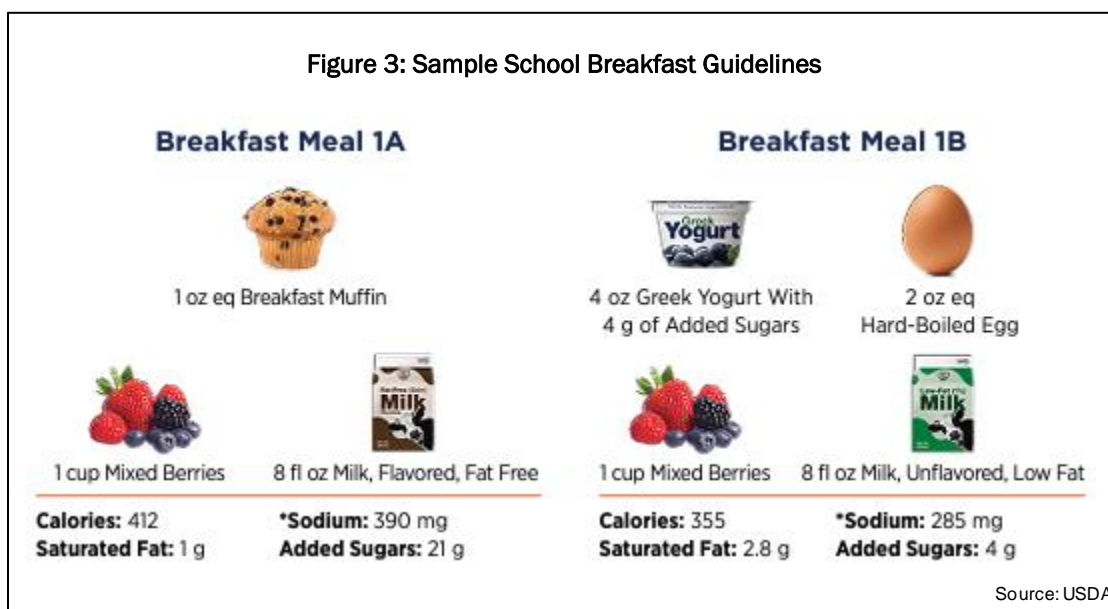 Figure 3: Sample School Breakfast Guidelines
Breakfast Meal 1A
1 oz eq Breakfast Muffin
1 cup Mixed Berries
Milk
8 fl oz Milk, Flavored, Fat Free
Calories: 412
*Sodium: 390 mg
Saturated Fat: 1 g
Added Sugars: 21 g
Breakfast Meal 1B
Greek
Yogurt
4 oz Greek Yogurt With
4 g of Added Sugars
2 oz eq
Hard-Boiled Egg
1 cup Mixed Berries
Low-Fat (1%)
Milk
8 fl oz Milk, Unflavored, Low Fat
Calories: 355
*Sodium: 285 mg
Saturated Fat: 2.8 g
Added Sugars: 4 g
Source: USDA